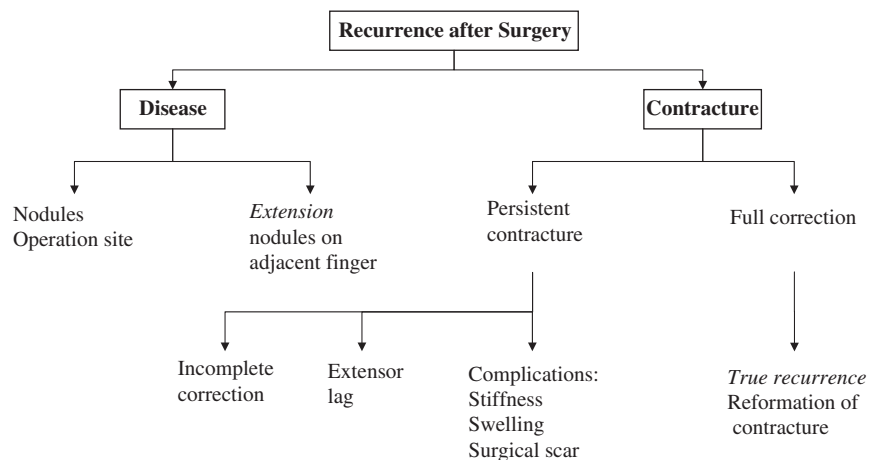 Recurrence after Surgery
Disease
Contracture
Nodules
Operation site
Extension
nodules on
adjacent finger
Persistent
contracture
Full correction
Incomplete
correction
Extensor
lag
Complications:
Stiffness
Swelling
Surgical scar
True recurrence
Reformation of
contracture